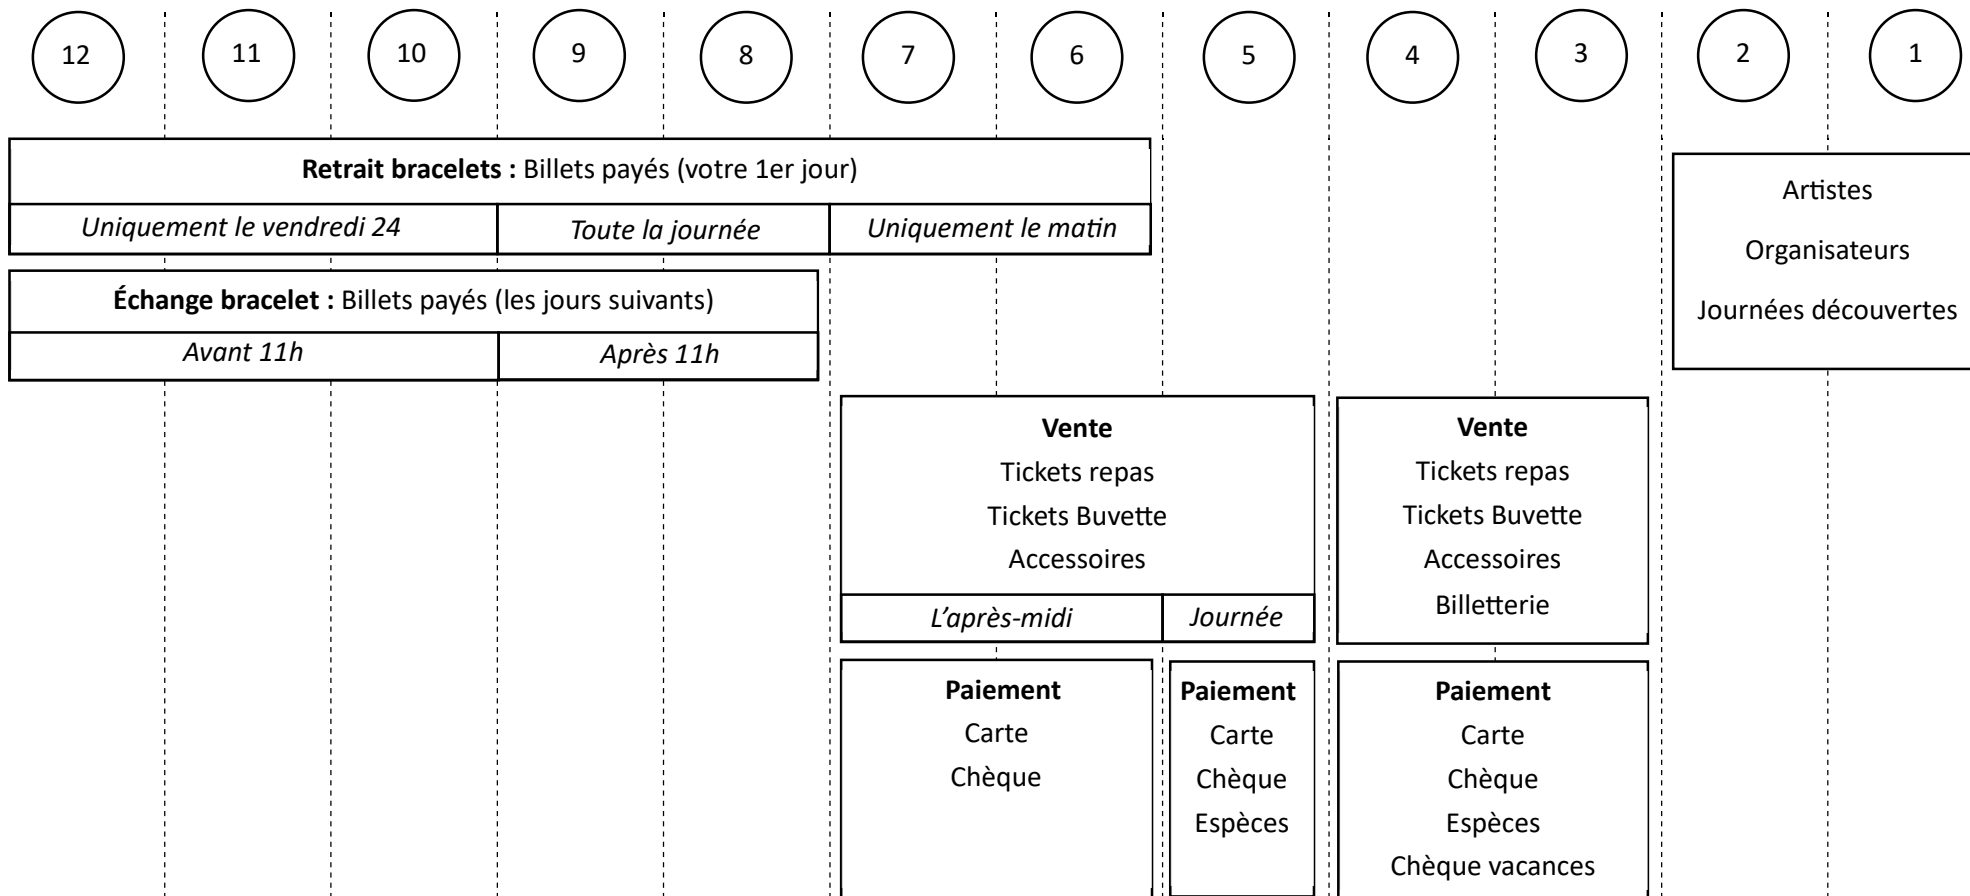 12 11 10 9 8 7 6 5 4 3 2 1
Retrait bracelets : Billets payés (votre 1er jour)
Uniquement le vendredi 24
Toute la journée
Uniquement le matin
Échange bracelet : Billets payés (les jours suivants)
Avant 11h
Après 11h
Artistes
Organisateurs
Journées découvertes
Vente
Tickets repas
Tickets Buvette
Accessoires
L’après-midi
Journée
Vente
Tickets repas
Tickets Buvette
Accessoires
Billetterie
Paiement
Carte
Chèque
Paiement
Carte
Chèque
Espèces
Paiement
Carte
Chèque
Espèces
Chèque vacances